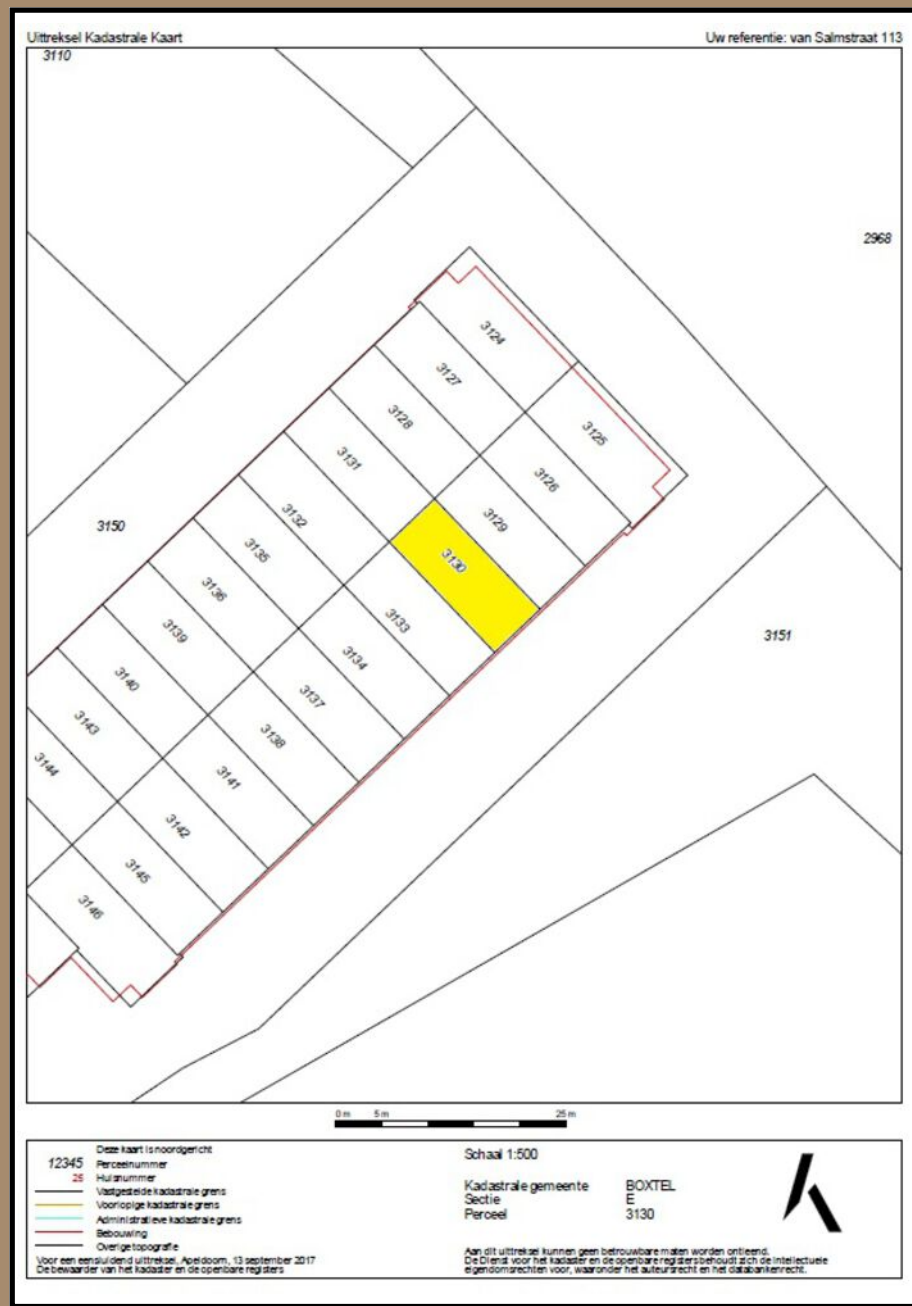 Uittreksel Kadastrale Kaart
Uw referentie: van Salmstraat 113
3110
2968
3124
3127
3125
3128
3126
3131
3129
3150
3132
3130
3135
3151
3136
3133
3139
3134
3140
3137
3143
3138
3144
3141
3142
3145
3146
0 m 5 m 25 m
Deze kaart is noordgericht
12345 Perceelnummer
25 Huisnummer
Vastgestelde kadastrale grens
Voorlopige kadastrale grens
Administratieve kadastrale grens
Bebouwing
Overige topografie
Voor een eensluidend uittreksel, Apeldoorn, 13 september 2017
De bewaarder van het kadaster en de openbare registers
Schaal 1:500
Kadastrale gemeente BOXTEL
Sectie E
Perceel 3130
Aan dit uittreksel kunnen geen betrouwbare maten worden ontleend.
De Dienst voor het kadaster en de openbare registers behoudt zich de intellectuele
eigendomsrechten voor, waaronder het auteursrecht en het databankenrecht.